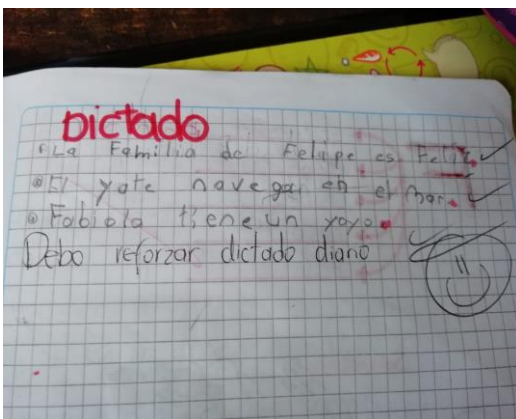 Dictado
La Familia de Felipe es Feliz.
El yate navega en el mar.
Fabiola tiene un yoyo.
Debo reforzar dictado diario